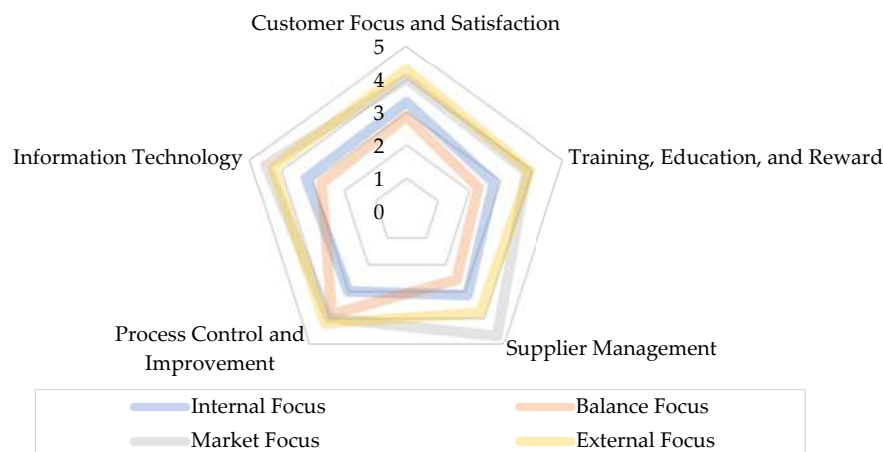 Customer Focus and Satisfaction
5
4
3
2
1
0
Information Technology
Training, Education, and Reward
Process Control and
Improvement
Supplier Management
Internal Focus
Balance Focus
Market Focus
External Focus